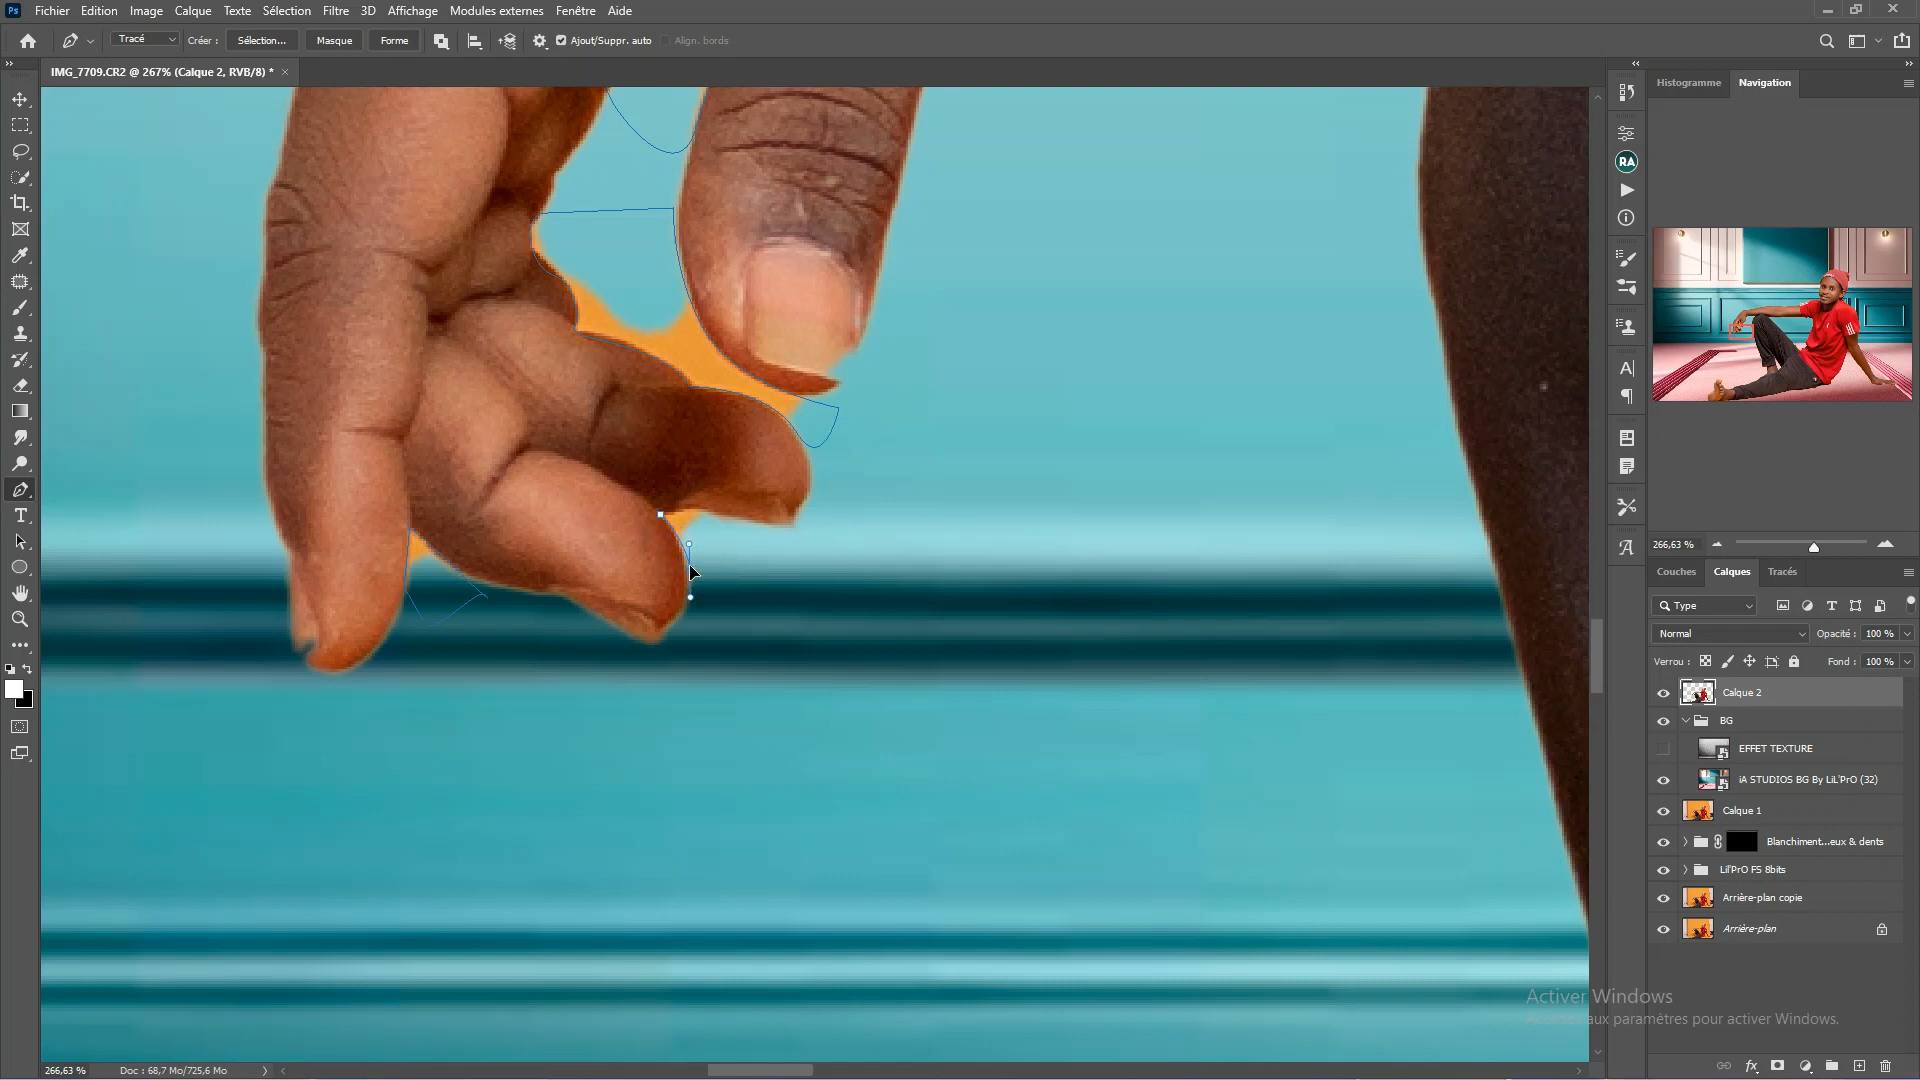 Ps Fichier Edition Image Calque Texte Sélection Filtre 3D Affichage Modules externes Fenêtre Aide
Tracé Créer : Sélection... Masque Forme Ajout/Suppr. auto Align. bords
IMG_7709.CR2 @ 267% (Calque 2, RVB/8) *
Histogramme Navigation
RA
266,63 %
Couches Calques Tracés
Type
Normal Opacité : 100 %
Verrou : Fond : 100 %
Calque 2
BG
EFFET TEXTURE
iA STUDIOS BG By LiL'PrO (32)
Calque 1
Blanchiment...eux & dents
Lil'PrO FS 8bits
Arrière-plan copie
Arrière-plan
Activer Windows
aux paramètres pour activer Windows.
266,63 % Doc : 68,7 Mo/725,6 Mo
fx